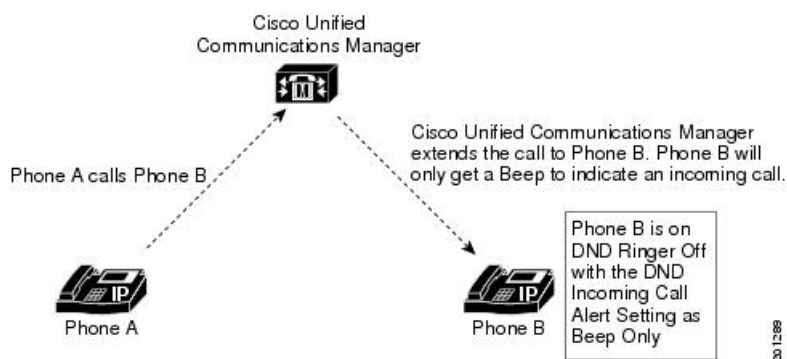 Cisco Unified
Communications Manager
M
Cisco Unified Communications Manager
extends the call to Phone B. Phone B will
only get a Beep to indicate an incoming call.
Phone A calls Phone B
IP
Phone A
IP
Phone B
Phone B is on
DND Ringer Off
with the DND
Incoming Call
Alert Setting as
Beep Only
201289